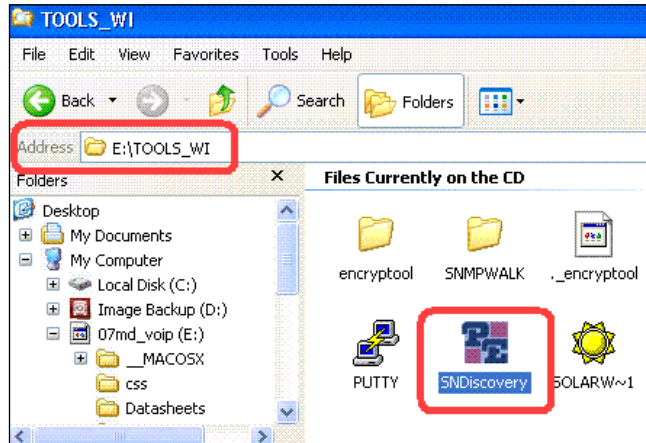 TOOLS_WI
File Edit View Favorites Tools Help
Back Search Folders
Address E:\TOOLS_WI
Folders
Files Currently on the CD
Desktop
My Documents
My Computer
Local Disk (C:)
Image Backup (D:)
07md_voip (E:)
__MACOSX
css
Datasheets
encryptool SNMPWALK ._encryptool
PUTTY SNDiscovery SOLARW~1